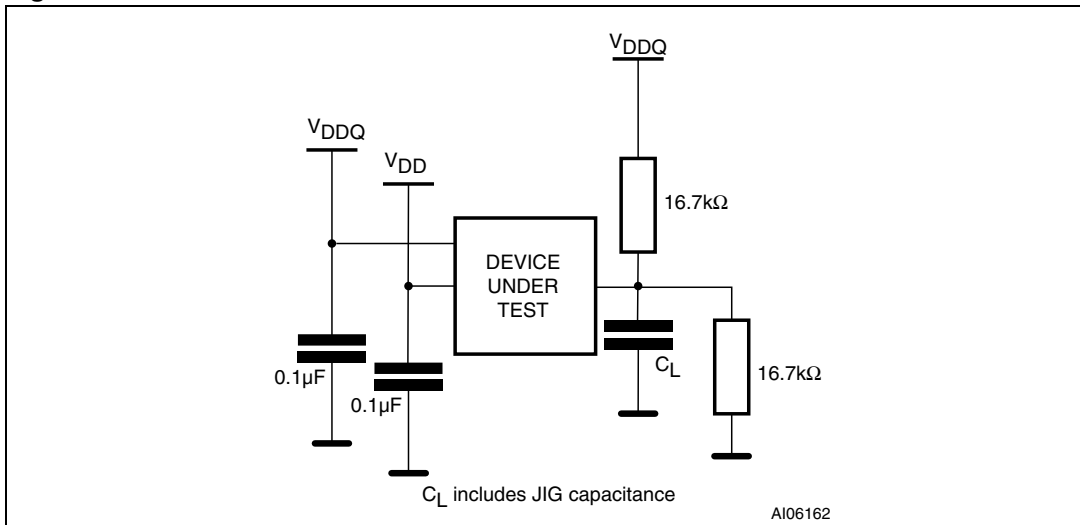 VDDQ
VDDQ
VDD
16.7kΩ
DEVICE
UNDER
TEST
CL
0.1µF
16.7kΩ
0.1µF
CL includes JIG capacitance
AI06162